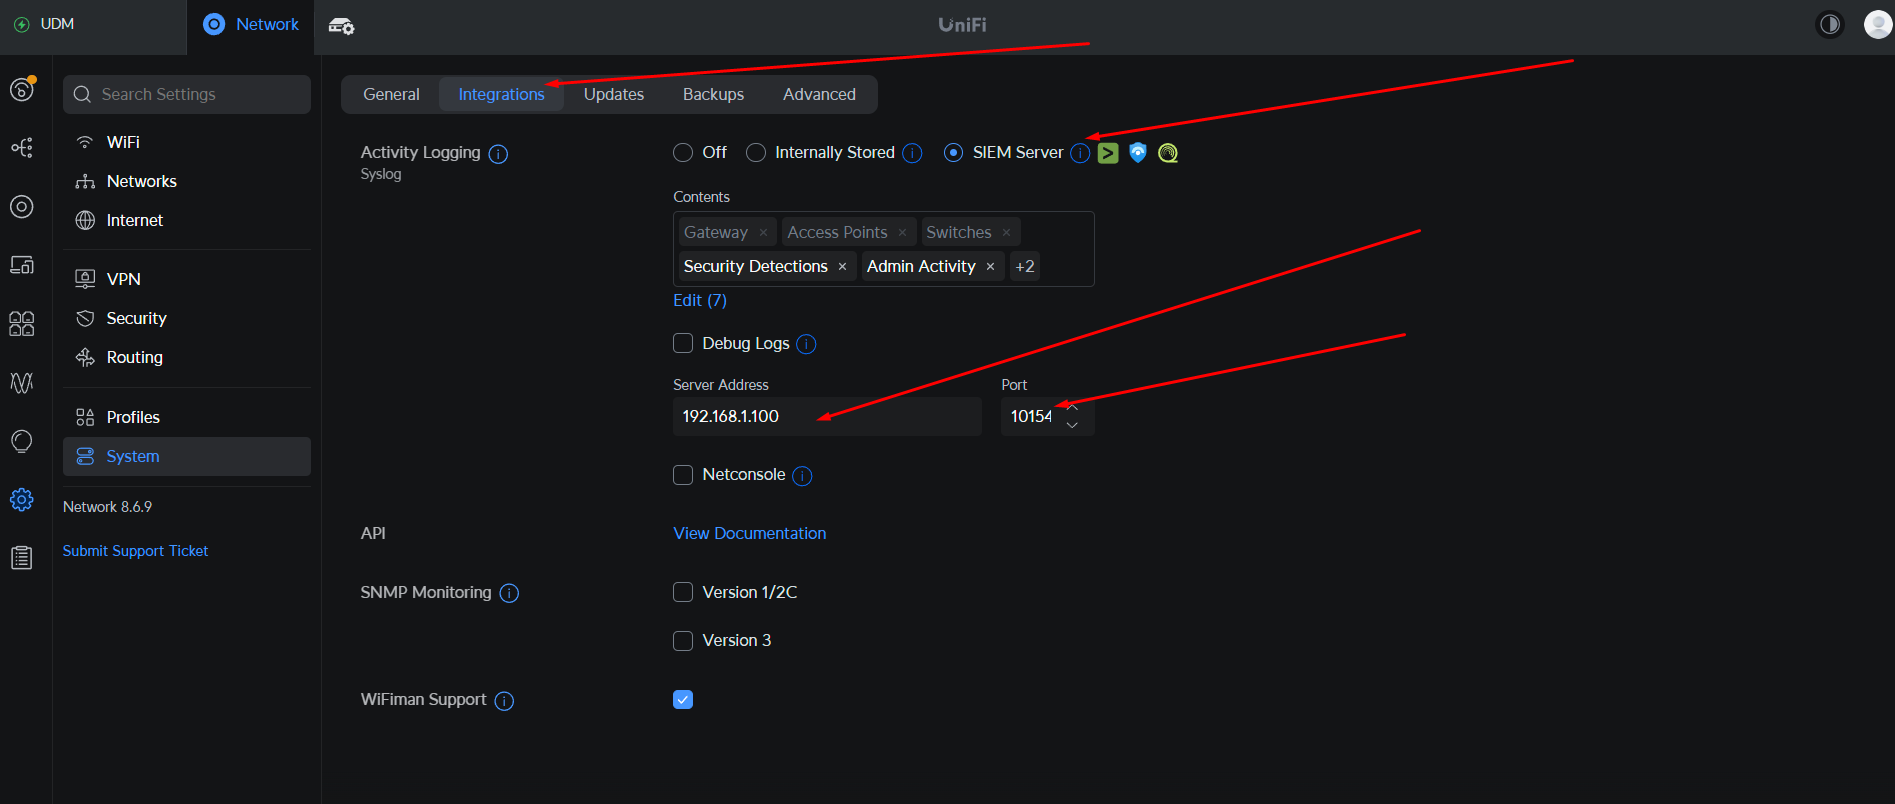 UDM
Network
UniFi
Search Settings
WiFi
Networks
Internet
VPN
Security
Routing
Profiles
System
Network 8.6.9
Submit Support Ticket
General Integrations Updates Backups Advanced
Activity Logging
Syslog
Off Internally Stored SIEM Server
Contents
Gateway × Access Points × Switches ×
Security Detections × Admin Activity × +2
Edit (7)
Debug Logs
Server Address Port
192.168.1.100 10154
Netconsole
API View Documentation
SNMP Monitoring Version 1/2C
Version 3
WiFiman Support